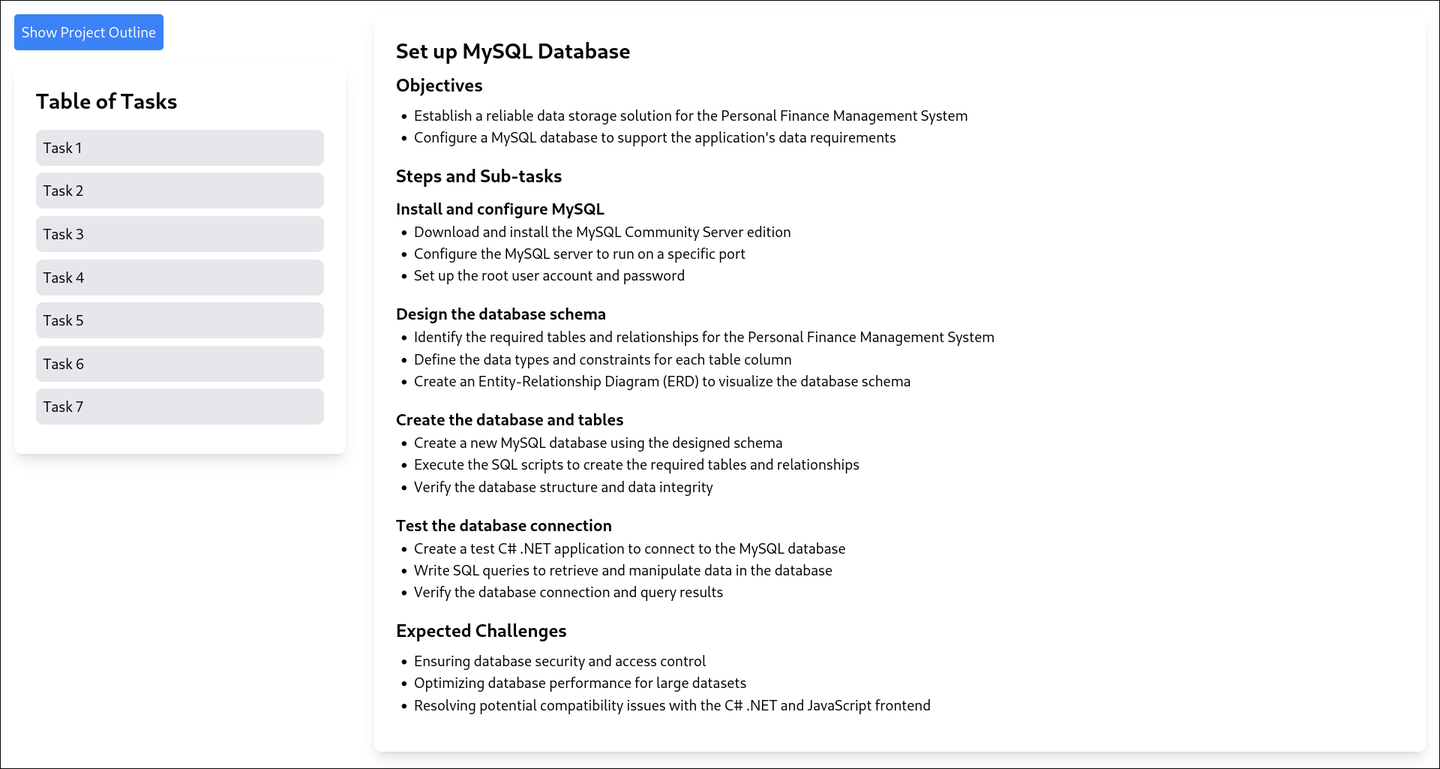 Show Project Outline
Table of Tasks
Task 1
Task 2
Task 3
Task 4
Task 5
Task 6
Task 7
Set up MySQL Database
Objectives
• Establish a reliable data storage solution for the Personal Finance Management System
• Configure a MySQL database to support the application's data requirements
Steps and Sub-tasks
Install and configure MySQL
• Download and install the MySQL Community Server edition
• Configure the MySQL server to run on a specific port
• Set up the root user account and password
Design the database schema
• Identify the required tables and relationships for the Personal Finance Management System
• Define the data types and constraints for each table column
• Create an Entity-Relationship Diagram (ERD) to visualize the database schema
Create the database and tables
• Create a new MySQL database using the designed schema
• Execute the SQL scripts to create the required tables and relationships
• Verify the database structure and data integrity
Test the database connection
• Create a test C# .NET application to connect to the MySQL database
• Write SQL queries to retrieve and manipulate data in the database
• Verify the database connection and query results
Expected Challenges
• Ensuring database security and access control
• Optimizing database performance for large datasets
• Resolving potential compatibility issues with the C# .NET and JavaScript frontend